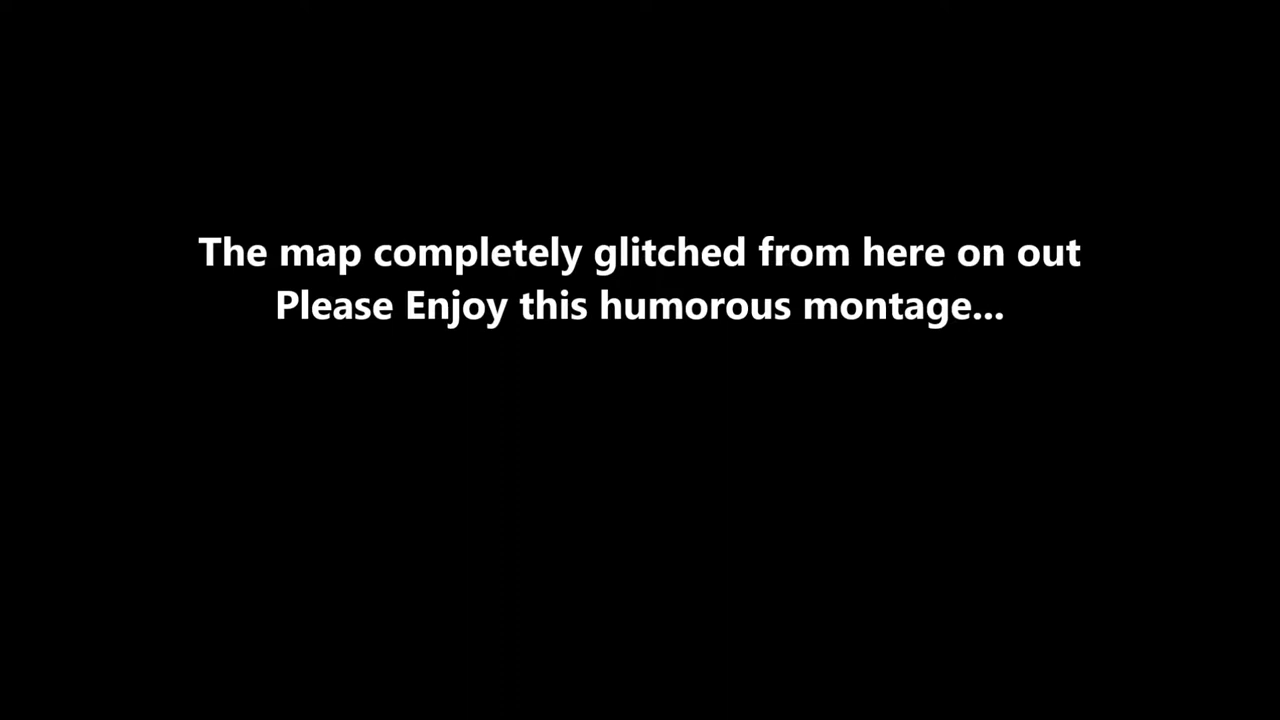 The map completely glitched from here on out
Please Enjoy this humorous montage...